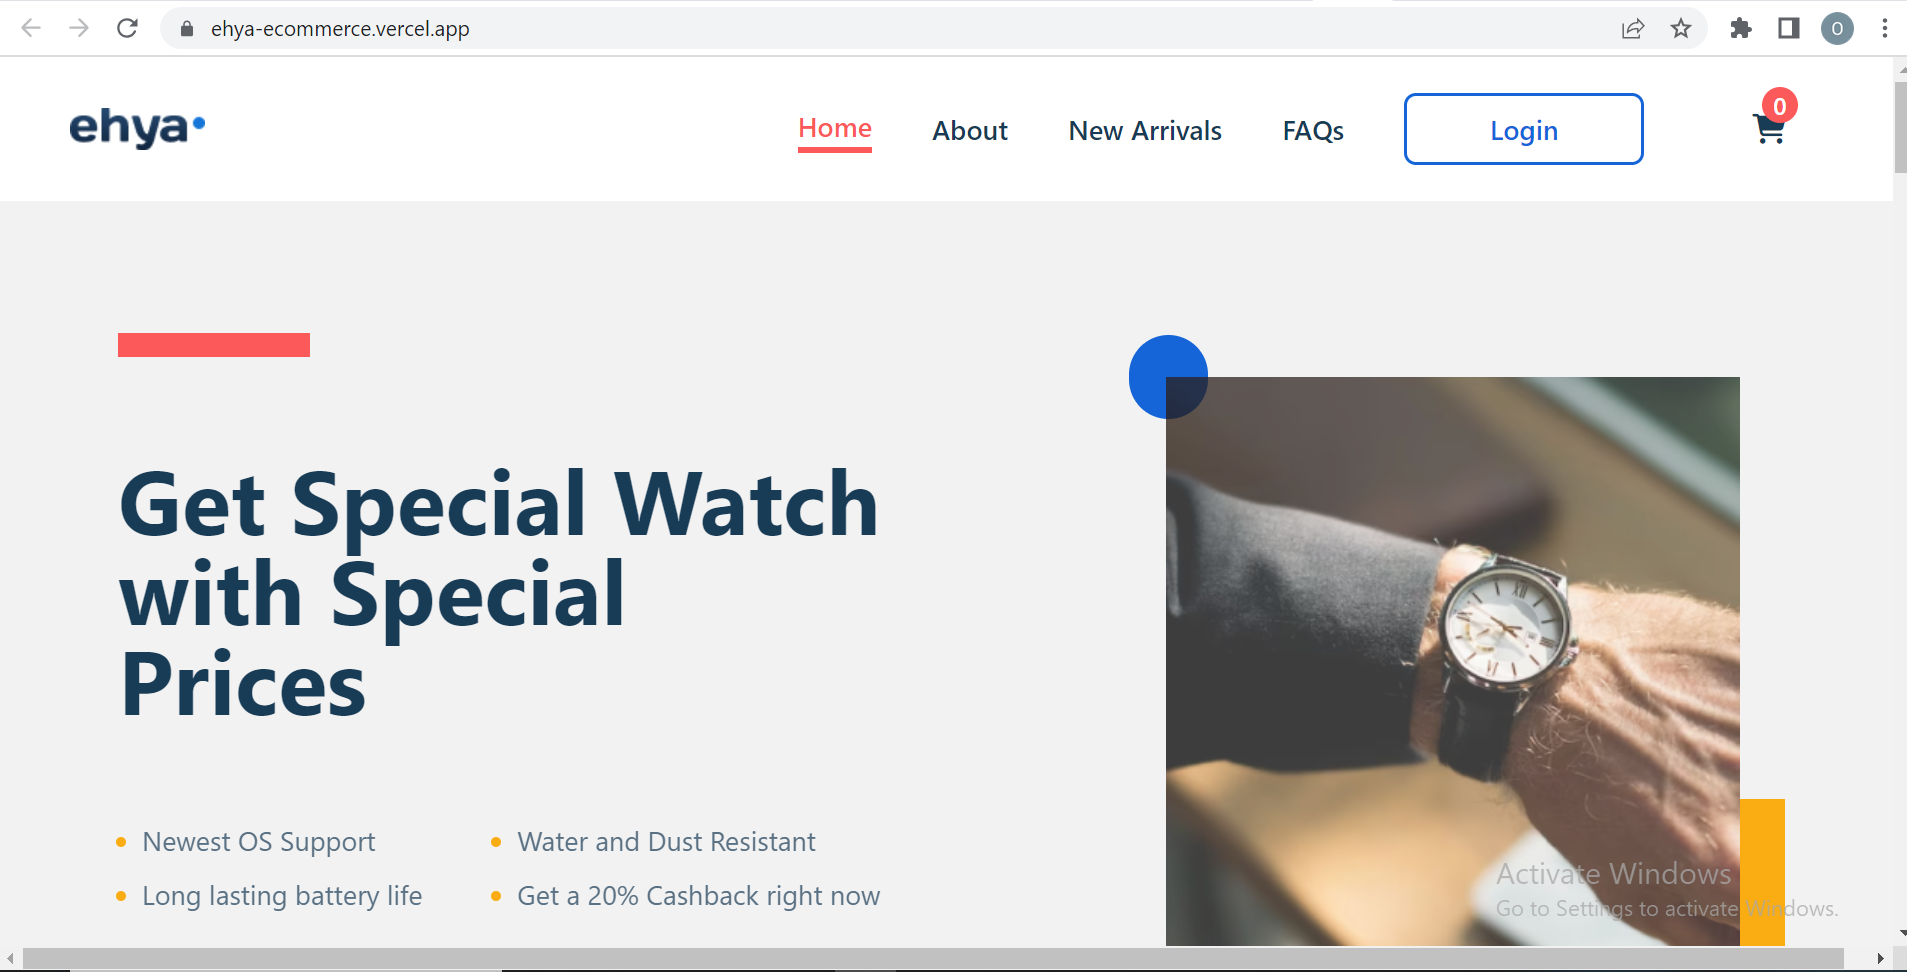 ehya-ecommerce.vercel.app
O
ehya
Home
About
New Arrivals
FAQs
Login
0
Get Special Watch
with Special
Prices
Newest OS Support
Water and Dust Resistant
Long lasting battery life
Get a 20% Cashback right now
Activate Windows
Go to Settings to activate Windows.